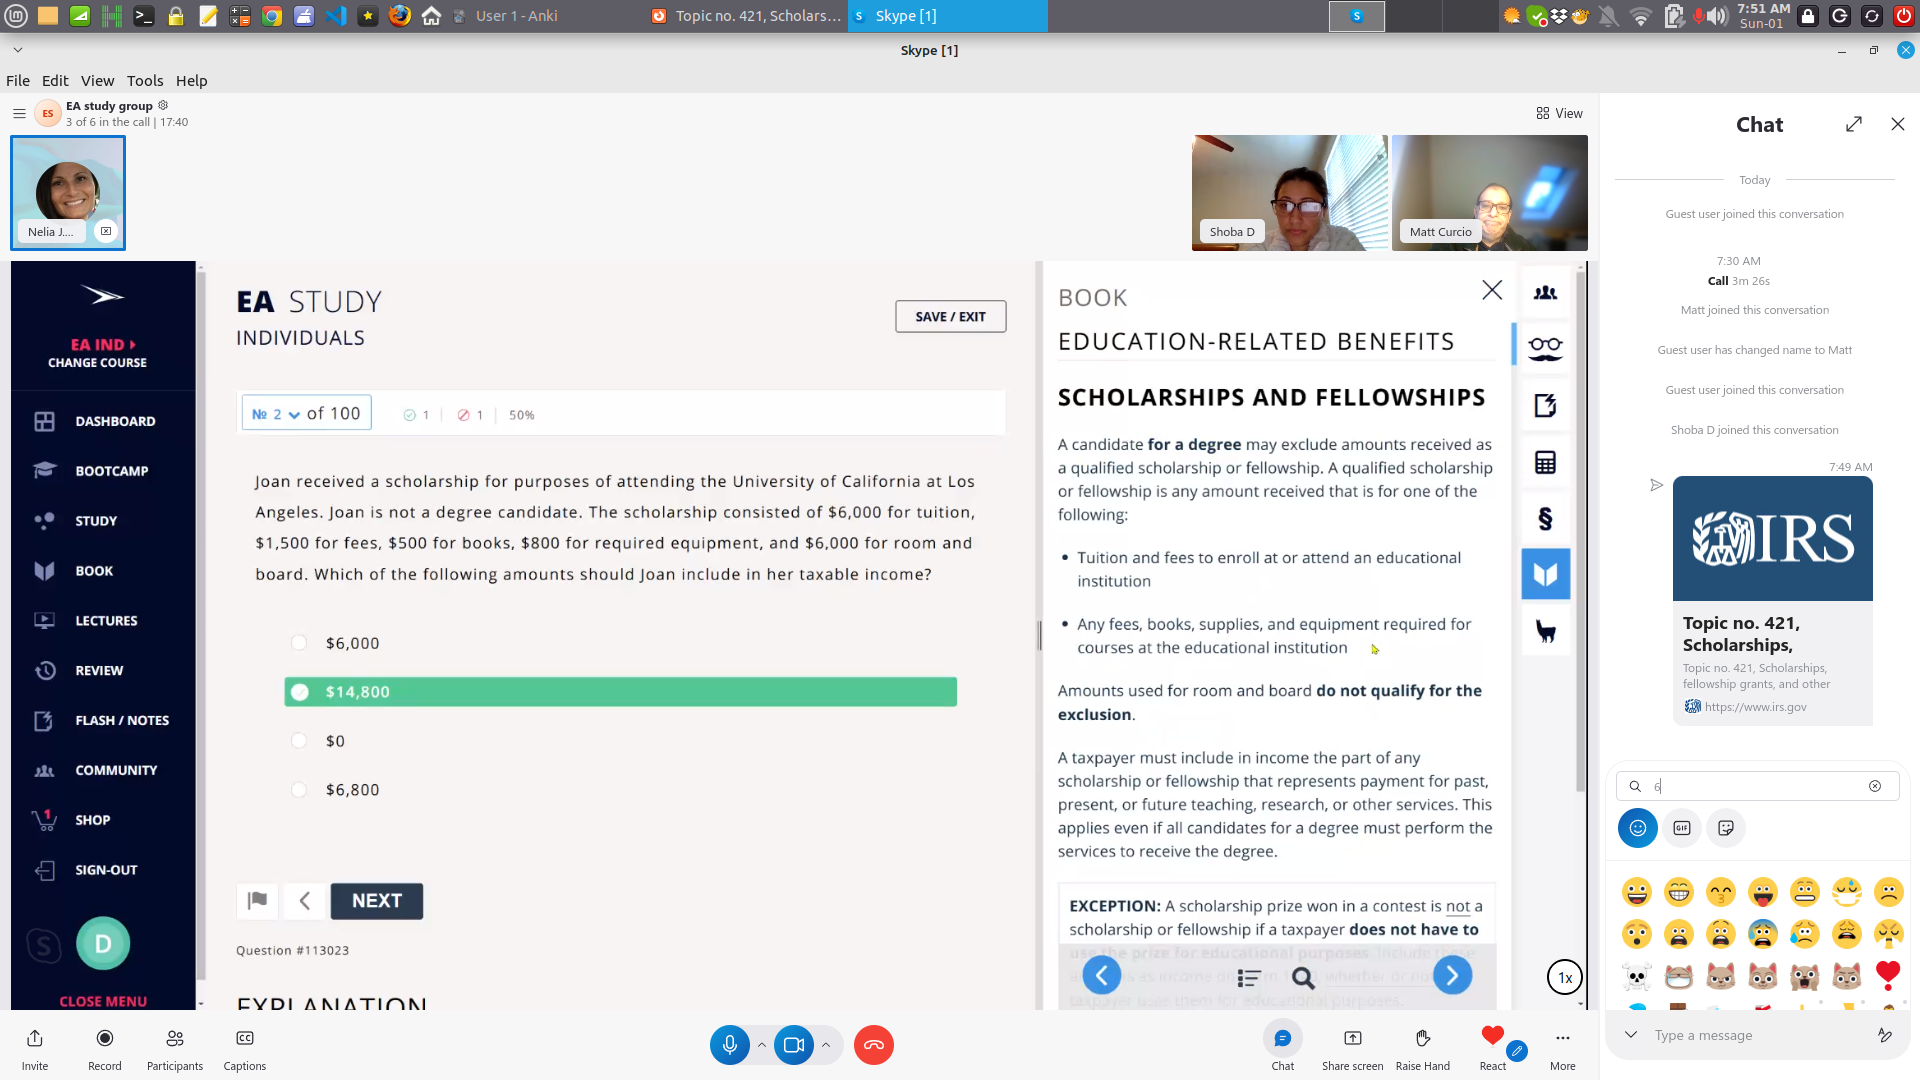 User 1 - Anki
Topic no. 421, Scholars...
Skype [1]
7:51 AM
Sun-01
Skype [1]
File Edit View Tools Help
ES
EA study group
3 of 6 in the call | 17:40
View
Nelia J....
Shoba D
Matt Curcio
EA IND
CHANGE COURSE
DASHBOARD
BOOTCAMP
STUDY
BOOK
LECTURES
REVIEW
FLASH / NOTES
COMMUNITY
1
SHOP
SIGN-OUT
D
CLOSE MENU
EA STUDY
INDIVIDUALS
SAVE / EXIT
№ 2 of 100
1 1 50%
Joan received a scholarship for purposes of attending the University of California at Los
Angeles. Joan is not a degree candidate. The scholarship consisted of $6,000 for tuition,
$1,500 for fees, $500 for books, $800 for required equipment, and $6,000 for room and
board. Which of the following amounts should Joan include in her taxable income?
$6,000
$14,800
$0
$6,800
NEXT
Question #113023
EXPLANATION
BOOK
EDUCATION-RELATED BENEFITS
SCHOLARSHIPS AND FELLOWSHIPS
A candidate for a degree may exclude amounts received as
a qualified scholarship or fellowship. A qualified scholarship
or fellowship is any amount received that is for one of the
following:
• Tuition and fees to enroll at or attend an educational
institution
• Any fees, books, supplies, and equipment required for
courses at the educational institution
Amounts used for room and board do not qualify for the
exclusion.
A taxpayer must include in income the part of any
scholarship or fellowship that represents payment for past,
present, or future teaching, research, or other services. This
applies even if all candidates for a degree must perform the
services to receive the degree.
EXCEPTION: A scholarship prize won in a contest is not a
scholarship or fellowship if a taxpayer does not have to
use the prize for educational purposes. Include these
taxpayer uses them for educational purposes.
§
1x
Chat
Today
Guest user joined this conversation
7:30 AM
Call 3m 26s
Matt joined this conversation
Guest user has changed name to Matt
Guest user joined this conversation
Shoba D joined this conversation
7:49 AM
IRS
Topic no. 421,
Scholarships,
Topic no. 421, Scholarships,
fellowship grants, and other
https://www.irs.gov
6
GIF
Type a message
Invite
Record
Participants
CC
Captions
Chat
Share screen
Raise Hand
React
More